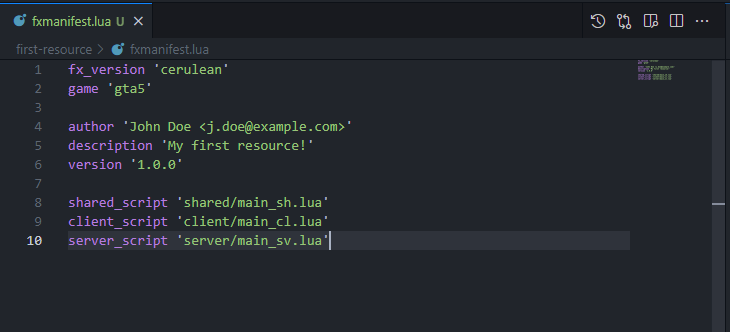 fxmanifest.lua U
first-resource > fxmanifest.lua
1 fx_version 'cerulean'
2 game 'gta5'
3
4 author 'John Doe <j.doe@example.com>'
5 description 'My first resource!'
6 version '1.0.0'
7
8 shared_script 'shared/main_sh.lua'
9 client_script 'client/main_cl.lua'
10 server_script 'server/main_sv.lua'